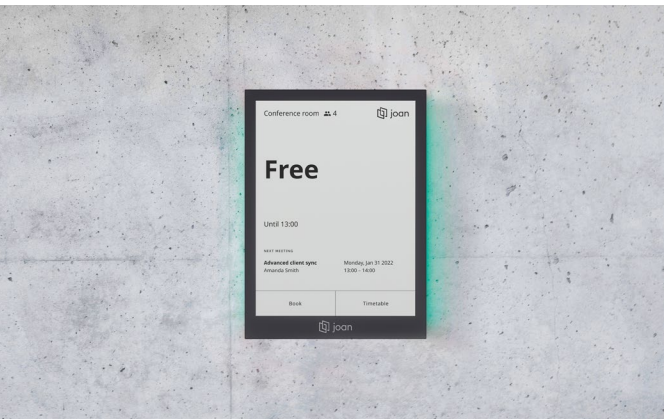 Conference room 4
joan
Free
Until 13:00
NEXT MEETING
Advanced client sync
Monday, Jan 31 2022
Amanda Smith
13:00 - 14:00
Book
Timetable
joan